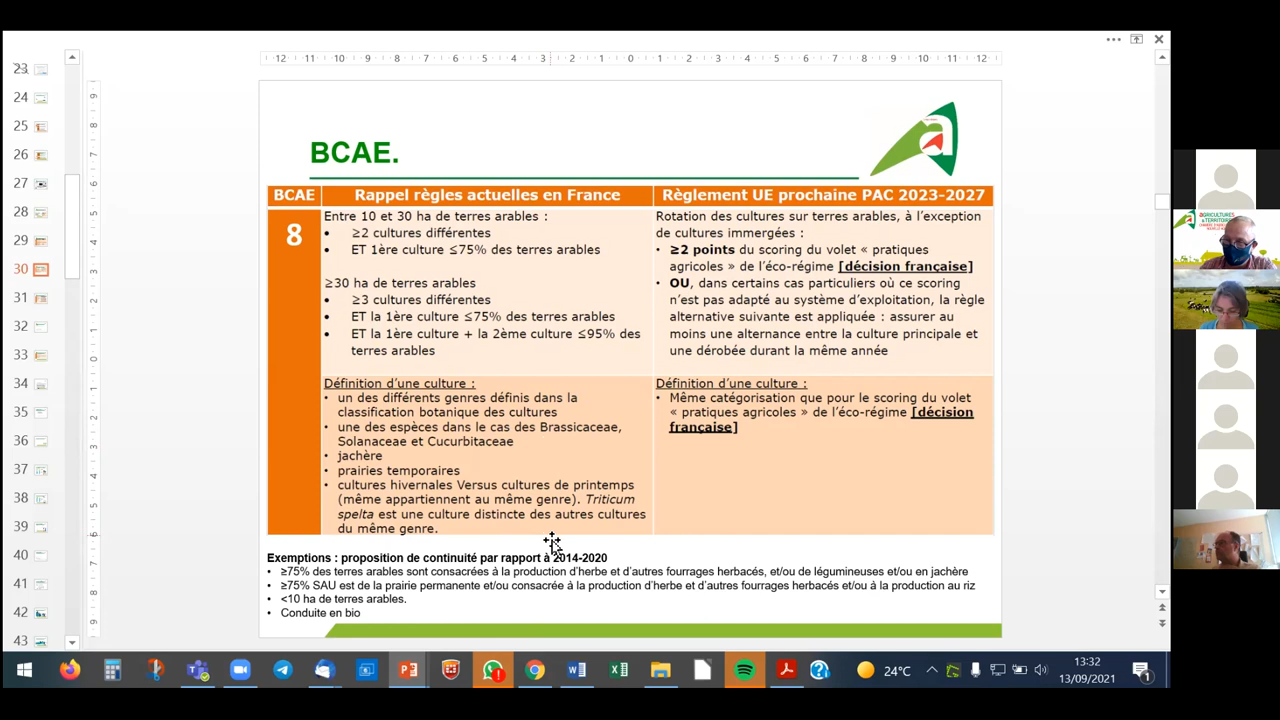 12 11 10 9 8 7 6 5 4 3 2 1 0 1 2 3 4 5 6 7 8 9 10 11 12
23
24
25
26
27
28
29
30
31
32
33
34
35
36
37
38
39
40
41
42
43
BCAE.
BCAE
Rappel règles actuelles en France
Règlement UE prochaine PAC 2023-2027
8
Entre 10 et 30 ha de terres arables :
• ≥2 cultures différentes
• ET 1ère culture ≤75% des terres arables
≥30 ha de terres arables
• ≥3 cultures différentes
• ET la 1ère culture ≤75% des terres arables
• ET la 1ère culture + la 2ème culture ≤95% des
terres arables
Rotation des cultures sur terres arables, à l'exception
de cultures immergées :
• ≥2 points du scoring du volet « pratiques
agricoles » de l'éco-régime [décision française]
• OU, dans certains cas particuliers où ce scoring
n'est pas adapté au système d'exploitation, la règle
alternative suivante est appliquée : assurer au
moins une alternance entre la culture principale et
une dérobée durant la même année
Définition d'une culture :
• un des différents genres définis dans la
classification botanique des cultures
• une des espèces dans le cas des Brassicaceae,
Solanaceae et Cucurbitaceae
• jachère
• prairies temporaires
• cultures hivernales Versus cultures de printemps
(même appartiennent au même genre). Triticum
spelta est une culture distincte des autres cultures
du même genre.
Définition d'une culture :
• Même catégorisation que pour le scoring du volet
« pratiques agricoles » de l'éco-régime [décision
française]
Exemptions : proposition de continuité par rapport à 2014-2020
• ≥75% des terres arables sont consacrées à la production d'herbe et d'autres fourrages herbacés, et/ou de légumineuses et/ou en jachère
• ≥75% SAU est de la prairie permanente et/ou consacrée à la production d'herbe et d'autres fourrages herbacés et/ou à la production au riz
• <10 ha de terres arables.
• Conduite en bio
AGRICULTURES
& TERRITOIRES
24°C
13:32
13/09/2021
1